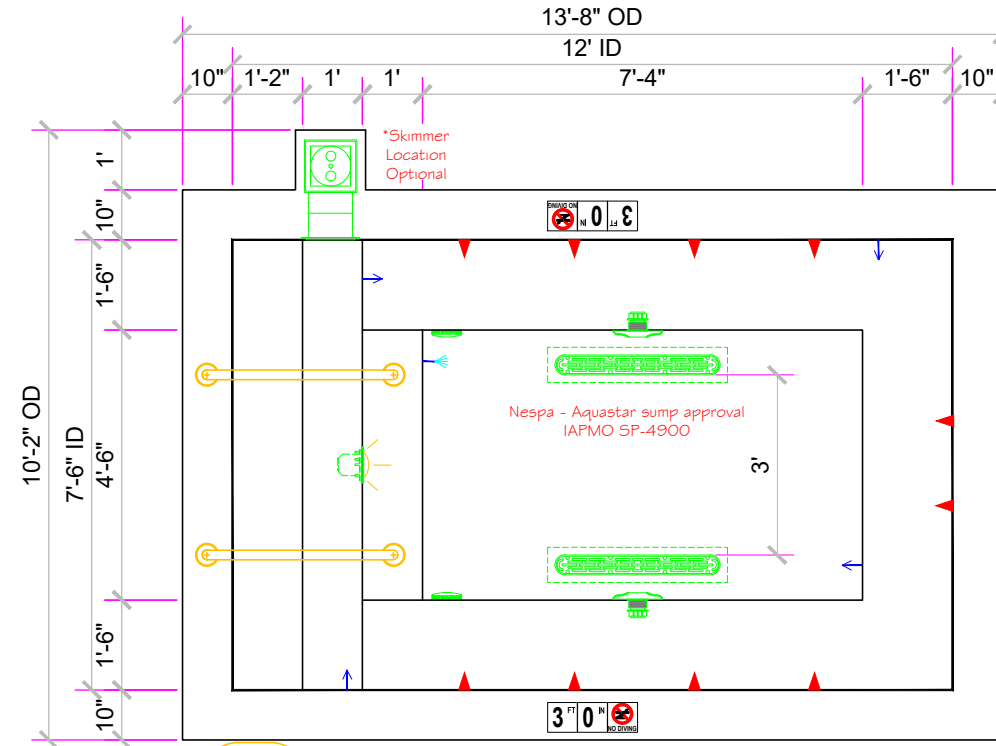 13'-8" OD
12' ID
10"
1'-2"
1'
1'
7'-4"
1'-6"
10"
*Skimmer
Location
Optional
1'
10"
1'-6"
4'-6"
1'-6"
10"
10'-2" OD
7'-6" ID
3 FT 0 IN
NO DIVING
Nespa - Aquastar sump approval
IAPMO SP-4900
3'
3 FT 0 IN
NO DIVING